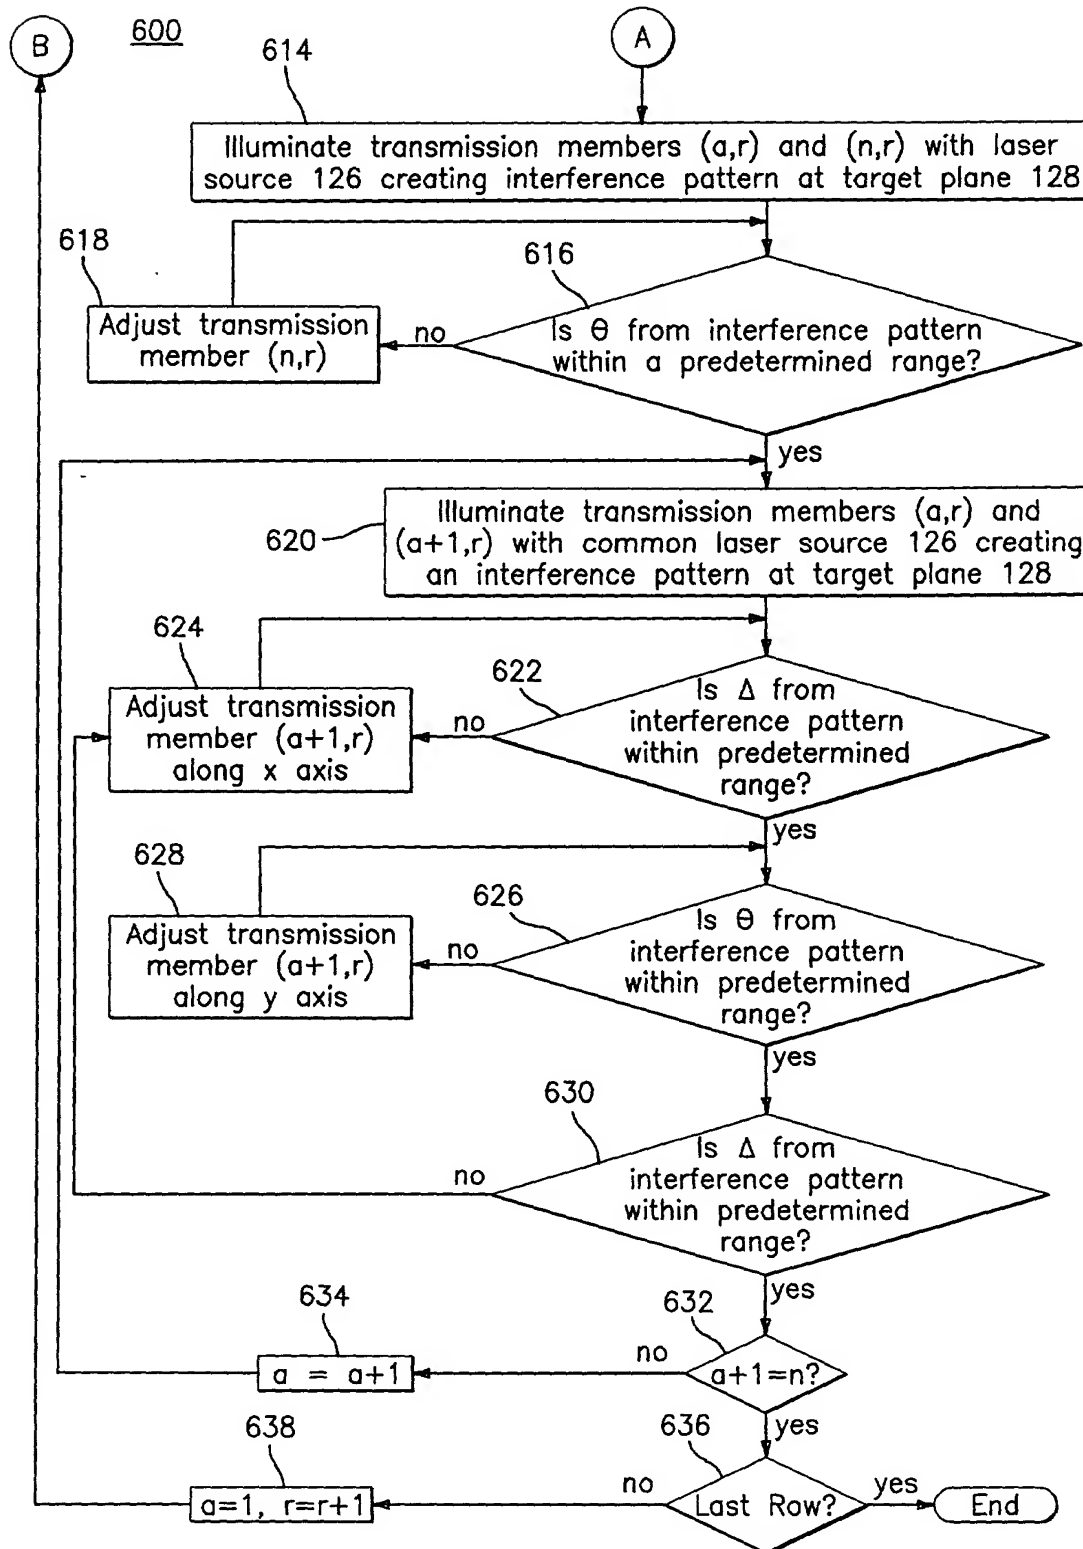 B
600
A
614
Illuminate transmission members (a,r) and (n,r) with laser
source 126 creating interference pattern at target plane 128
618
616
Adjust transmission
member (n,r)
no
Is Θ from interference pattern
within a predetermined range?
yes
620
Illuminate transmission members (a,r) and
(a+1,r) with common laser source 126 creating
an interference pattern at target plane 128
624
622
Adjust transmission
member (a+1,r)
along x axis
no
Is Δ from
interference pattern
within predetermined
range?
yes
628
626
Adjust transmission
member (a+1,r)
along y axis
no
Is Θ from
interference pattern
within predetermined
range?
yes
630
no
Is Δ from
interference pattern
within predetermined
range?
yes
634
632
a = a+1
no
a+1=n?
yes
638
636
a=1, r=r+1
no
Last Row?
yes
End